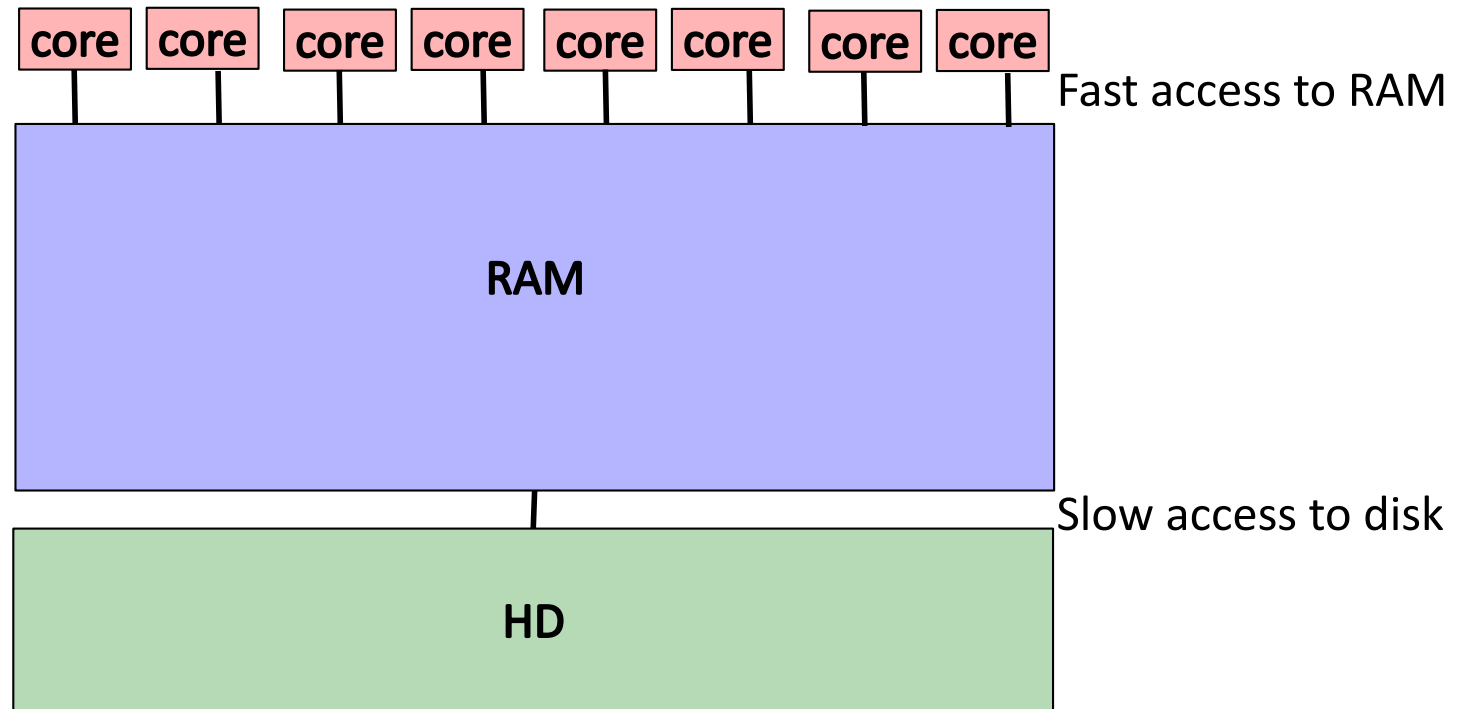 core core core core core core core core
Fast access to RAM
RAM
Slow access to disk
HD